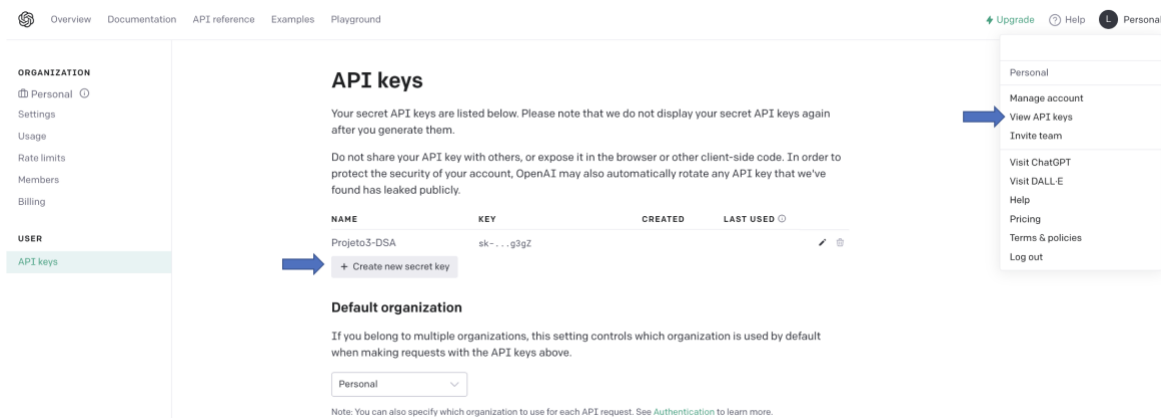 Overview Documentation API reference Examples Playground
Upgrade Help L Personal
ORGANIZATION
Personal
Settings
Usage
Rate limits
Members
Billing
USER
API keys
API keys
Your secret API keys are listed below. Please note that we do not display your secret API keys again
after you generate them.
Do not share your API key with others, or expose it in the browser or other client-side code. In order to
protect the security of your account, OpenAI may also automatically rotate any API key that we've
found has leaked publicly.
NAME KEY CREATED LAST USED
Projeto3-DSA sk-...g3gZ
+ Create new secret key
Default organization
If you belong to multiple organizations, this setting controls which organization is used by default
when making requests with the API keys above.
Personal
Note: You can also specify which organization to use for each API request. See Authentication to learn more.
Personal
Manage account
View API keys
Invite team
Visit ChatGPT
Visit DALL·E
Help
Pricing
Terms & policies
Log out